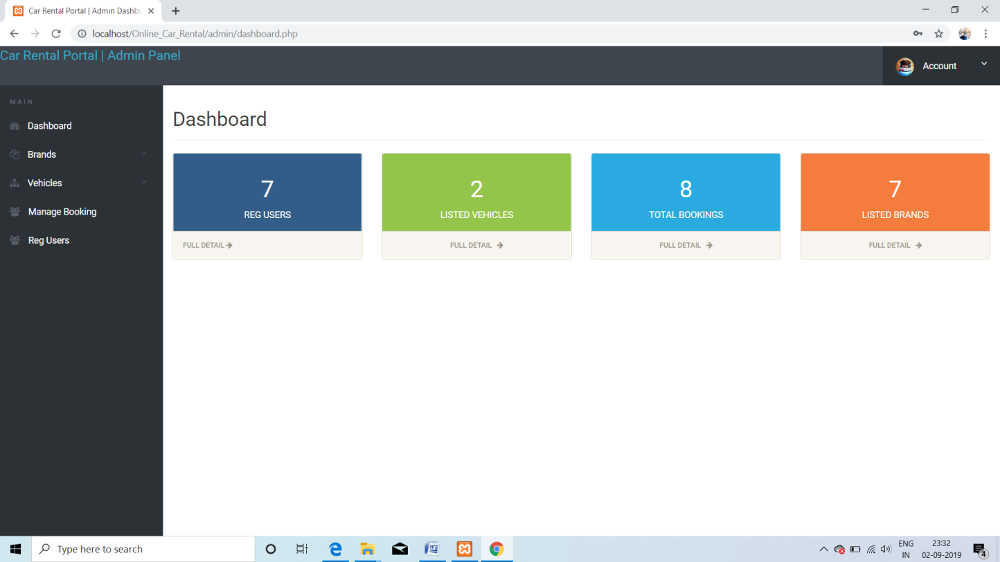 Car Rental Portal | Admin Dashbo
localhost/Online_Car_Rental/admin/dashboard.php
Car Rental Portal | Admin Panel
Account
MAIN
Dashboard
Brands
Vehicles
Manage Booking
Reg Users
Dashboard
7
REG USERS
FULL DETAIL
2
LISTED VEHICLES
FULL DETAIL
8
TOTAL BOOKINGS
FULL DETAIL
7
LISTED BRANDS
FULL DETAIL
Type here to search
ENG
IN
23:32
02-09-2019
4